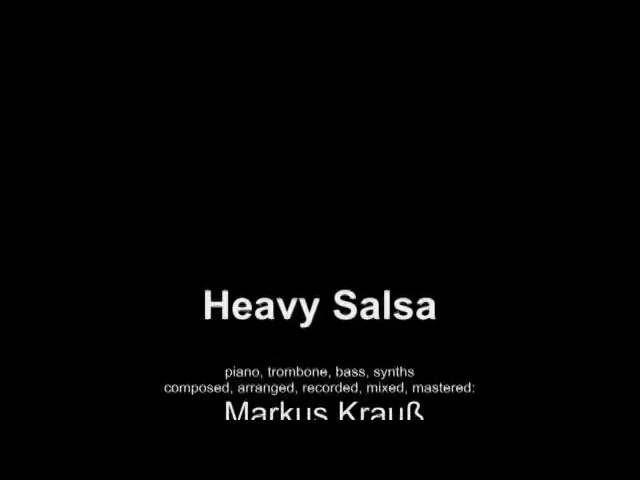 Heavy Salsa
piano, trombone, bass, synths
composed, arranged, recorded, mixed, mastered:
Markus Krauß